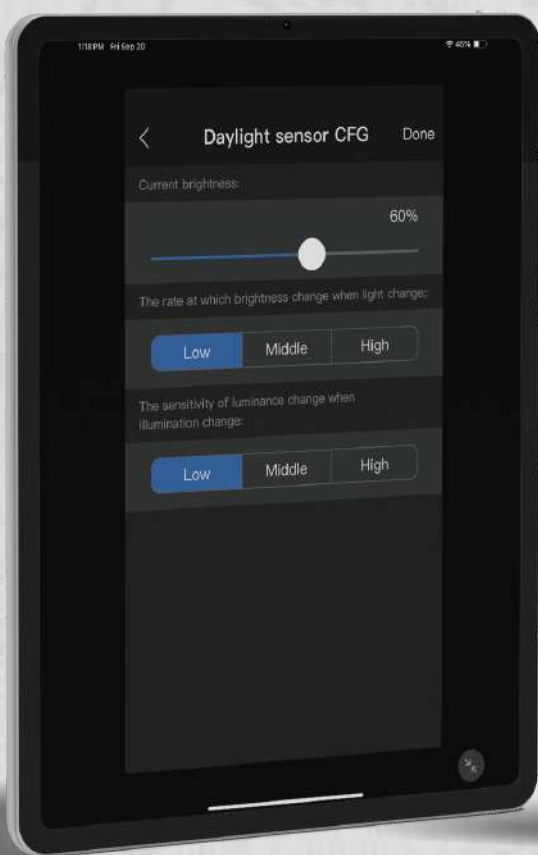 1:18 PM Fri Sep 20
46%
Daylight sensor CFG
Done
Current brightness:
60%
The rate at which brightness change when light change:
Low
Middle
High
The sensitivity of luminance change when
illumination change:
Low
Middle
High